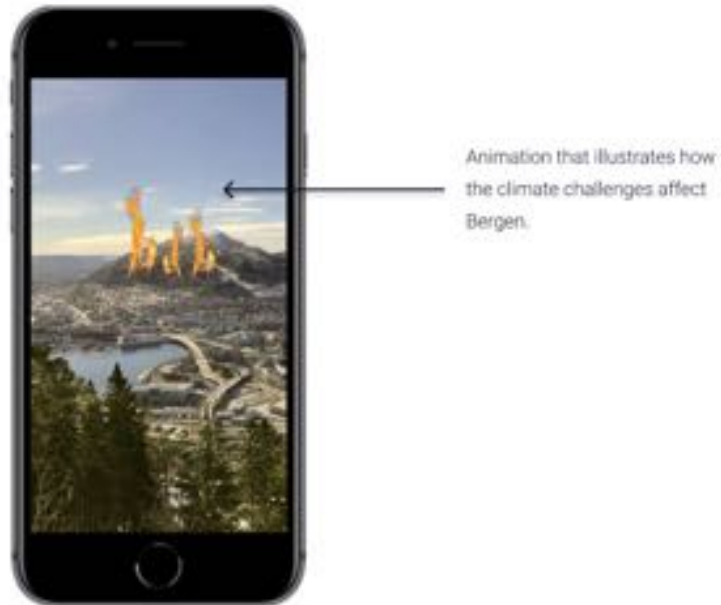 Animation that illustrates how
the climate challenges affect
Bergen.